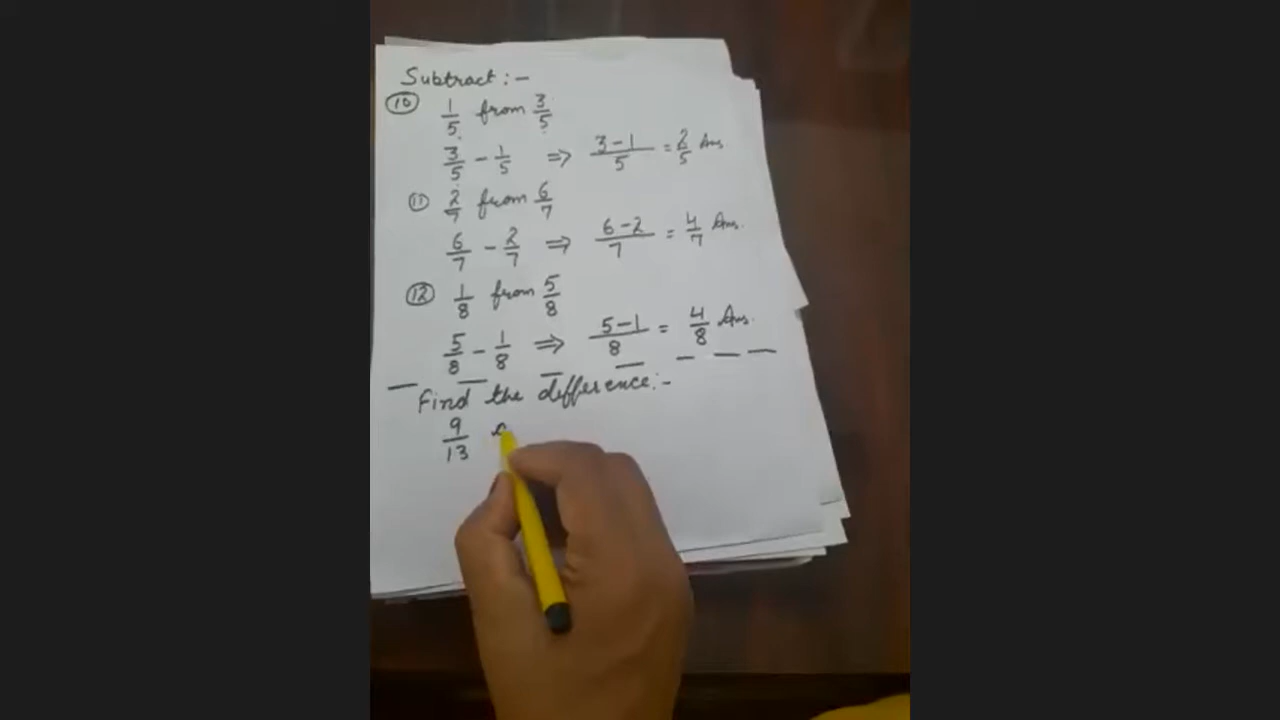 Subtract :-
10 1/5 from 3/5
3/5 - 1/5 ⇒ 3-1/5 = 2/5 Ans
11 2/7 from 6/7
6/7 - 2/7 ⇒ 6-2/7 = 4/7 Ans.
12 1/8 from 5/8
5/8 - 1/8 ⇒ 5-1/8 = 4/8 Ans.
Find the difference :-
9/13